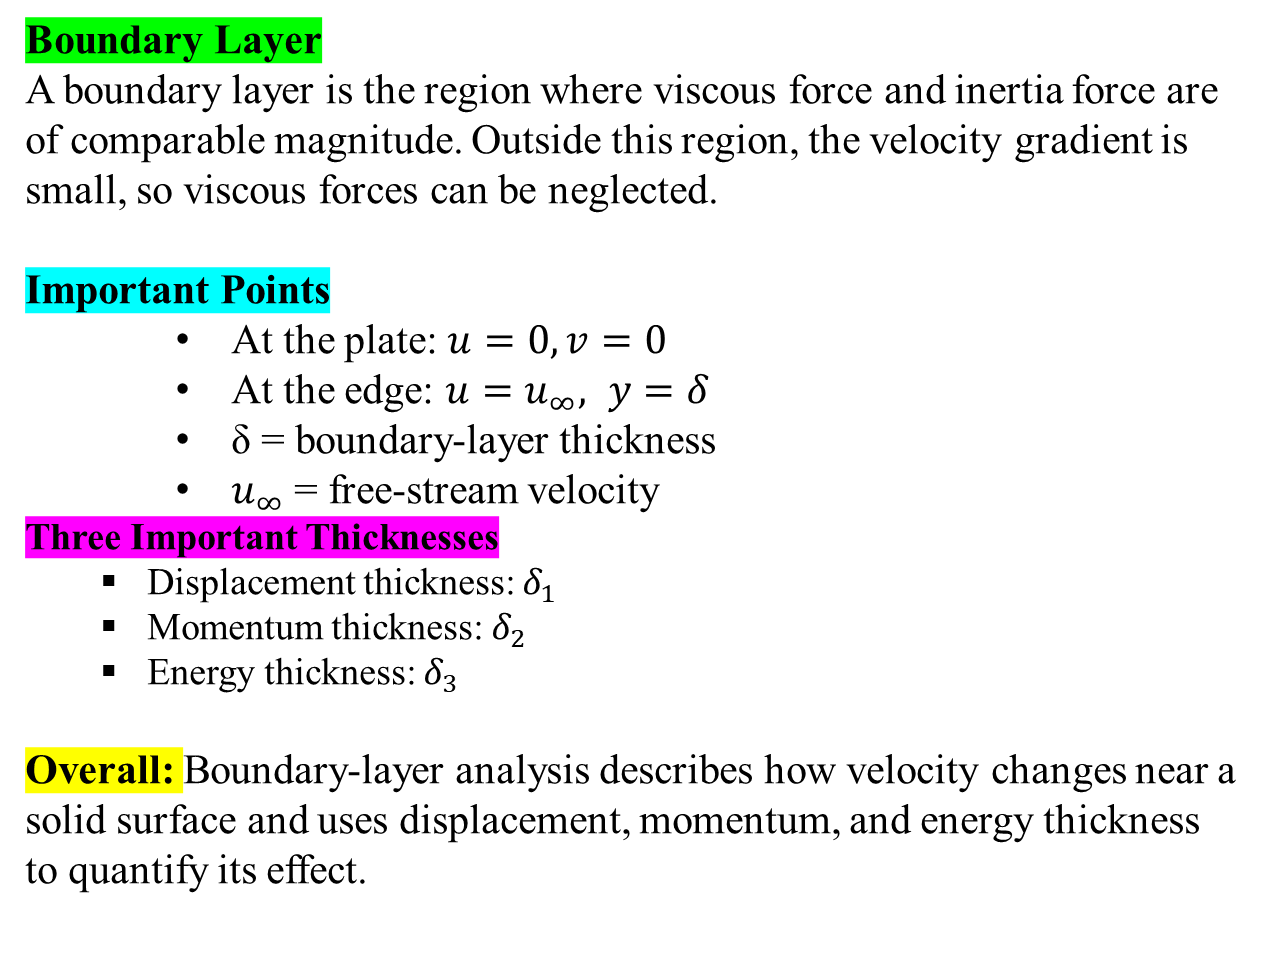 Boundary Layer
A boundary layer is the region where viscous force and inertia force are
of comparable magnitude. Outside this region, the velocity gradient is
small, so viscous forces can be neglected.
Important Points
• At the plate: 𝑢 = 0, 𝑣 = 0
• At the edge: 𝑢 = 𝑢∞, 𝑦 = 𝛿
• δ = boundary-layer thickness
• 𝑢∞ = free-stream velocity
Three Important Thicknesses
▪ Displacement thickness: 𝛿₁
▪ Momentum thickness: 𝛿₂
▪ Energy thickness: 𝛿₃
Overall: Boundary-layer analysis describes how velocity changes near a
solid surface and uses displacement, momentum, and energy thickness
to quantify its effect.